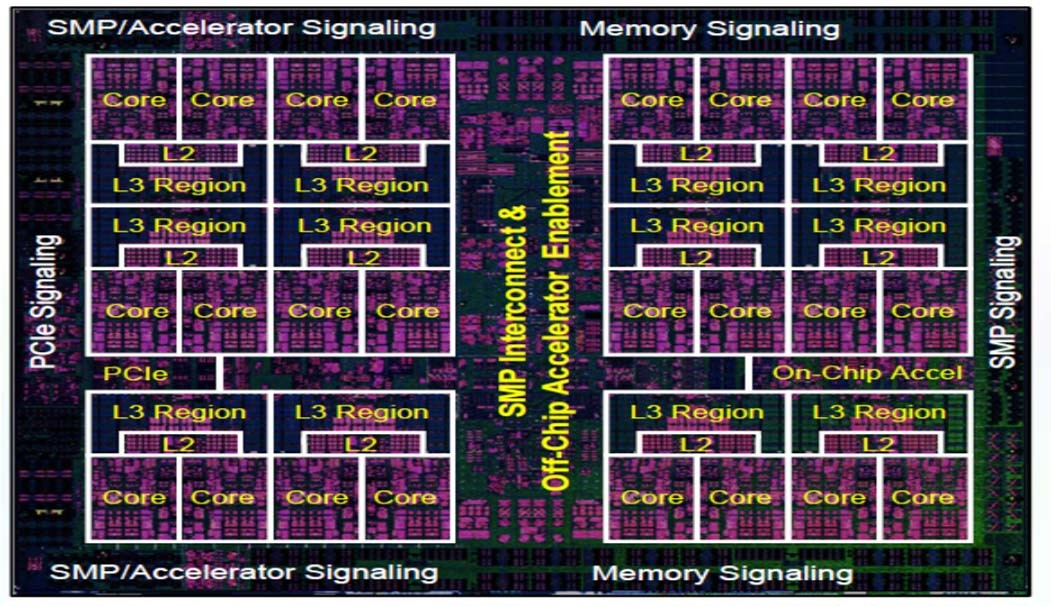 SMP/Accelerator Signaling Memory Signaling
Core Core Core Core Core Core Core Core
L2 L2 L2 L2
L3 Region L3 Region L3 Region L3 Region
L3 Region L3 Region L3 Region L3 Region
L2 L2 L2 L2
Core Core Core Core Core Core Core Core
PCIe Signaling
SMP Interconnect &
Off-Chip Accelerator Enablement
SMP Signaling
PCIe On-Chip Accel
L3 Region L3 Region L3 Region L3 Region
L2 L2 L2 L2
Core Core Core Core Core Core Core Core
SMP/Accelerator Signaling Memory Signaling